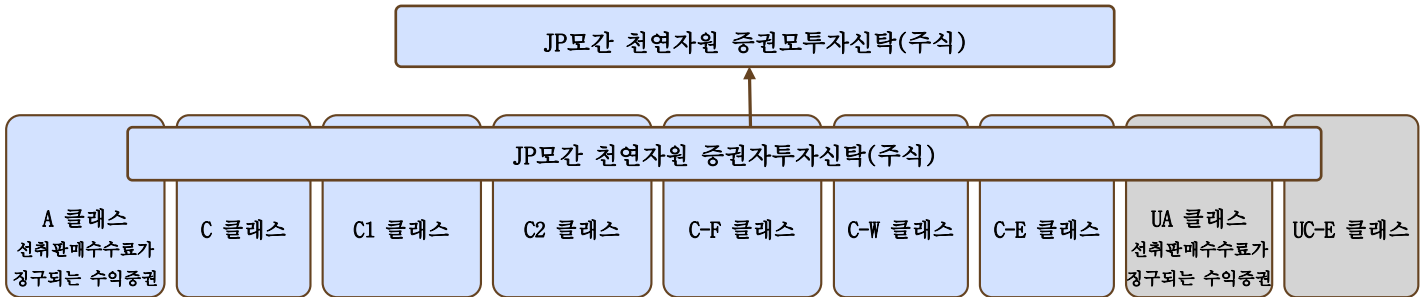 JP모간 천연자원 증권모투자신탁(주식)
JP모간 천연자원 증권자투자신탁(주식)
A 클래스
선취판매수수료가
징구되는 수익증권
C 클래스
C1 클래스
C2 클래스
C-F 클래스
C-W 클래스
C-E 클래스
UA 클래스
선취판매수수료가
징구되는 수익증권
UC-E 클래스